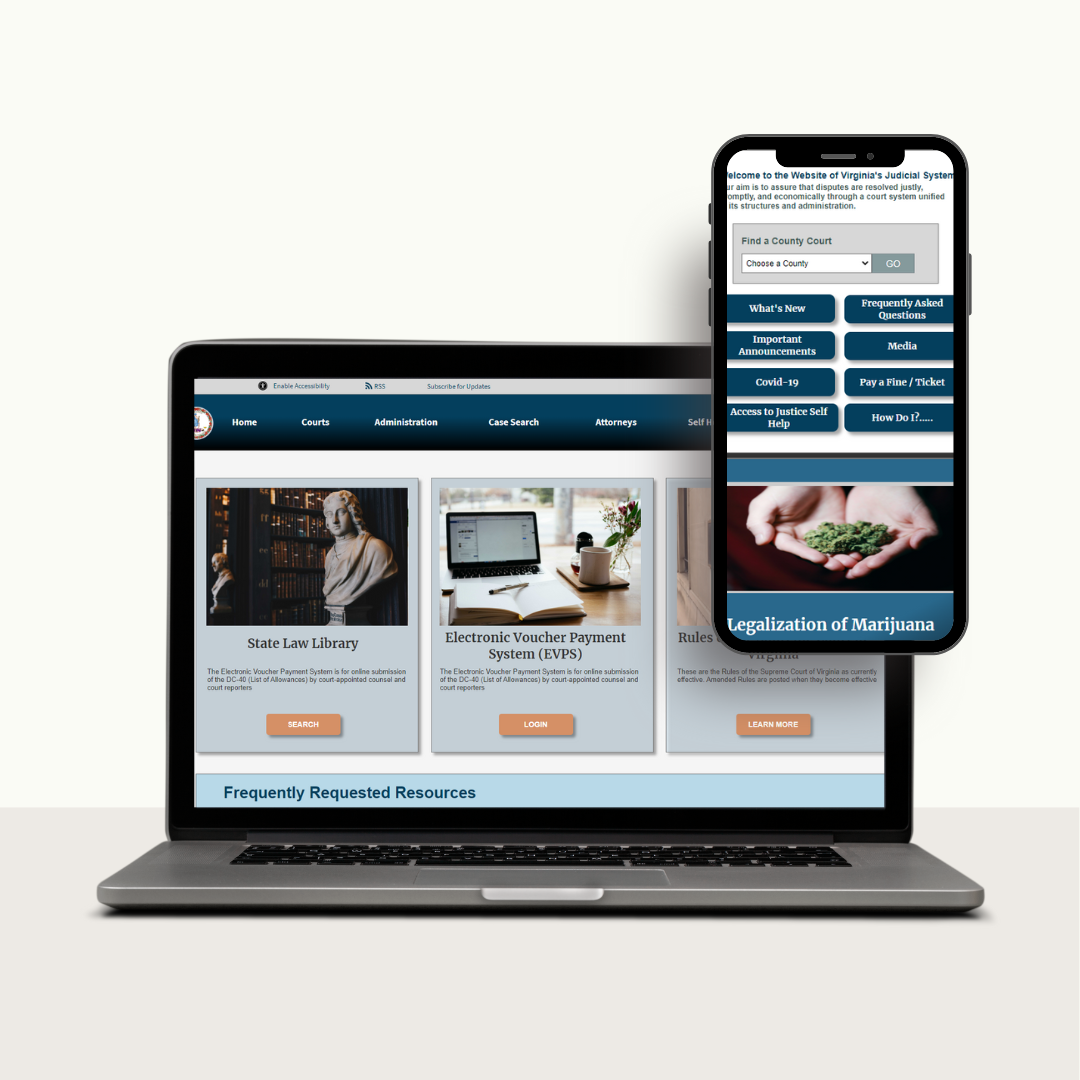 Enable Accessibility
RSS
Subscribe for Updates
Home
Courts
Administration
Case Search
Attorneys
Self H
State Law Library
The Electronic Voucher Payment System is for online submission
of the DC-40 (List of Allowances) by court-appointed counsel and
court reporters
SEARCH
Electronic Voucher Payment
System (EVPS)
The Electronic Voucher Payment System is for online submission
of the DC-40 (List of Allowances) by court-appointed counsel and
court reporters
LOGIN
Rules
Virginia
These are the Rules of the Supreme Court of Virginia as currently
effective. Amended Rules are posted when they become effective
LEARN MORE
Frequently Requested Resources
elcome to the Website of Virginia's Judicial System
ur aim is to assure that disputes are resolved justly,
omptly, and economically through a court system unified
its structures and administration.
Find a County Court
Choose a County
GO
What's New
Frequently Asked
Questions
Important
Announcements
Media
Covid-19
Pay a Fine / Ticket
Access to Justice Self
Help
How Do I?.....
Legalization of Marijuana